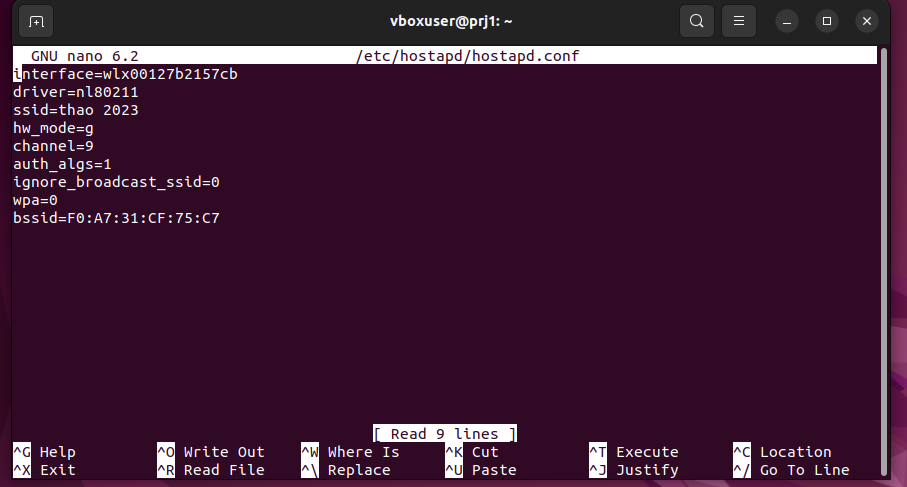 vboxuser@prj1: ~
GNU nano 6.2 /etc/hostapd/hostapd.conf
interface=wlx00127b2157cb
driver=nl80211
ssid=thao 2023
hw_mode=g
channel=9
auth_algs=1
ignore_broadcast_ssid=0
wpa=0
bssid=F0:A7:31:CF:75:C7
[ Read 9 lines ]
^G Help ^O Write Out ^W Where Is ^K Cut ^T Execute ^C Location
^X Exit ^R Read File ^\ Replace ^U Paste ^J Justify ^/ Go To Line